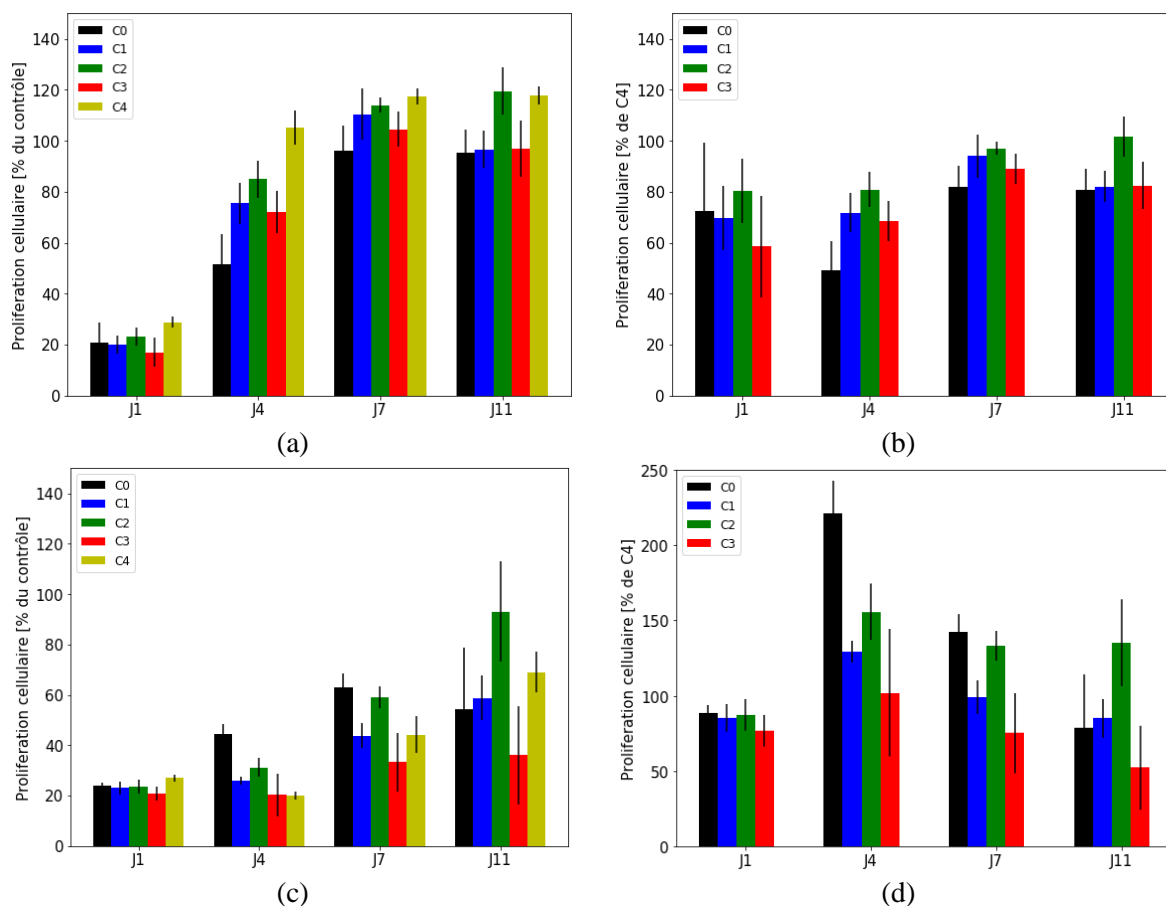 Proliferation cellulaire [% du contrôle]
140
120
100
80
60
40
20
0
C0
C1
C2
C3
C4
J1 J4 J7 J11
(a)
Proliferation cellulaire [% de C4]
140
120
100
80
60
40
20
0
C0
C1
C2
C3
J1 J4 J7 J11
(b)
Proliferation cellulaire [% du contrôle]
140
120
100
80
60
40
20
0
C0
C1
C2
C3
C4
J1 J4 J7 J11
(c)
Proliferation cellulaire [% de C4]
250
200
150
100
50
0
C0
C1
C2
C3
J1 J4 J7 J11
(d)